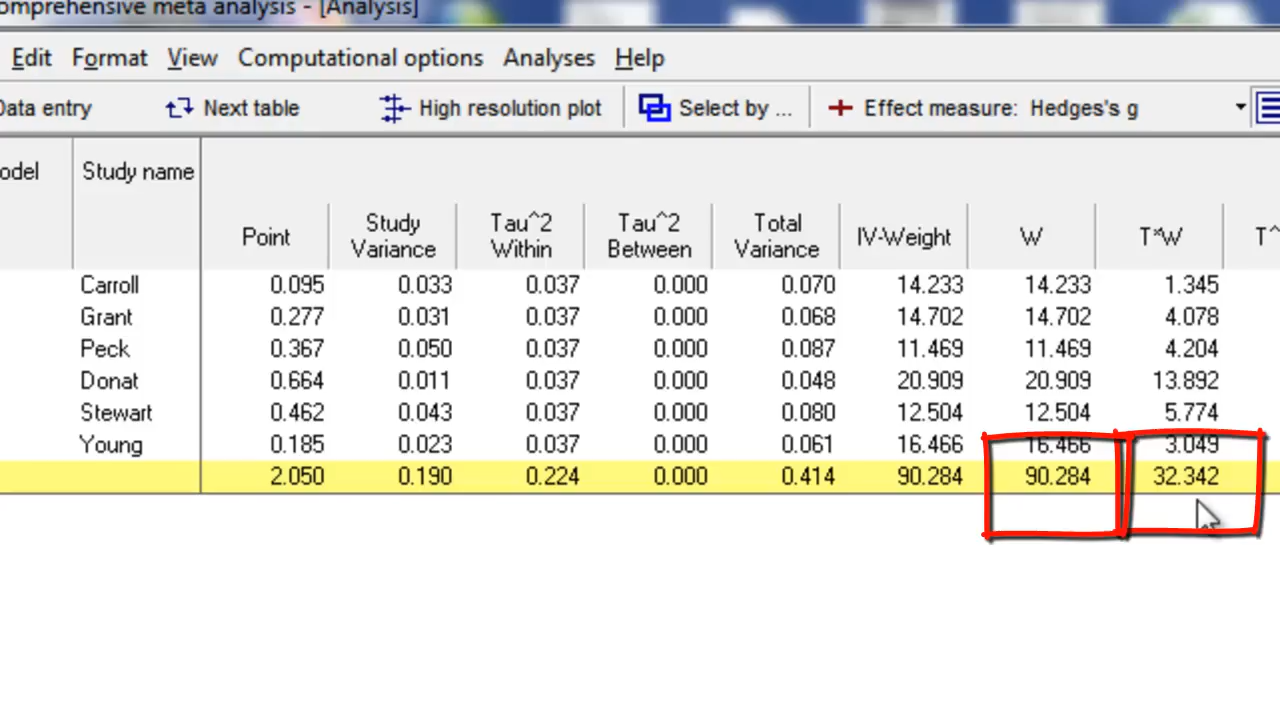 omprehensive meta analysis - [Analysis]
Edit Format View Computational options Analyses Help
Data entry Next table High resolution plot Select by ... Effect measure: Hedges's g
odel Study name
Point Study Variance Tau^2 Within Tau^2 Between Total Variance IV-Weight W T*W T^
Carroll 0.095 0.033 0.037 0.000 0.070 14.233 14.233 1.345
Grant 0.277 0.031 0.037 0.000 0.068 14.702 14.702 4.078
Peck 0.367 0.050 0.037 0.000 0.087 11.469 11.469 4.204
Donat 0.664 0.011 0.037 0.000 0.048 20.909 20.909 13.892
Stewart 0.462 0.043 0.037 0.000 0.080 12.504 12.504 5.774
Young 0.185 0.023 0.037 0.000 0.061 16.466 16.466 3.049
2.050 0.190 0.224 0.000 0.414 90.284 90.284 32.342